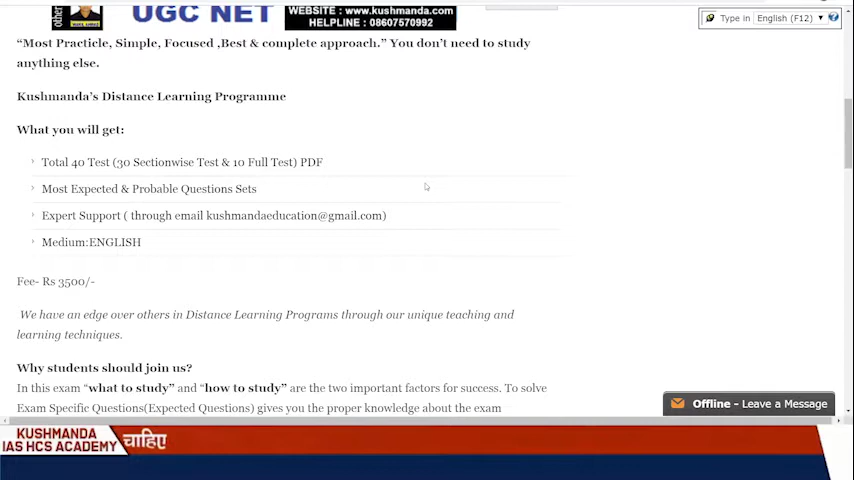 other
UGC NET
WEBSITE : www.kushmanda.com
HELPLINE : 08607570992
Type in English (F12)
“Most Practicle, Simple, Focused ,Best & complete approach.” You don’t need to study
anything else.
Kushmanda’s Distance Learning Programme
What you will get:
Total 40 Test (30 Sectionwise Test & 10 Full Test) PDF
Most Expected & Probable Questions Sets
Expert Support ( through email kushmandaeducation@gmail.com)
Medium:ENGLISH
Fee- Rs 3500/-
We have an edge over others in Distance Learning Programs through our unique teaching and
learning techniques.
Why students should join us?
In this exam “what to study” and “how to study” are the two important factors for success. To solve
Exam Specific Questions(Expected Questions) gives you the proper knowledge about the exam
Offline - Leave a Message
KUSHMANDA
IAS HCS ACADEMY
चाहिए